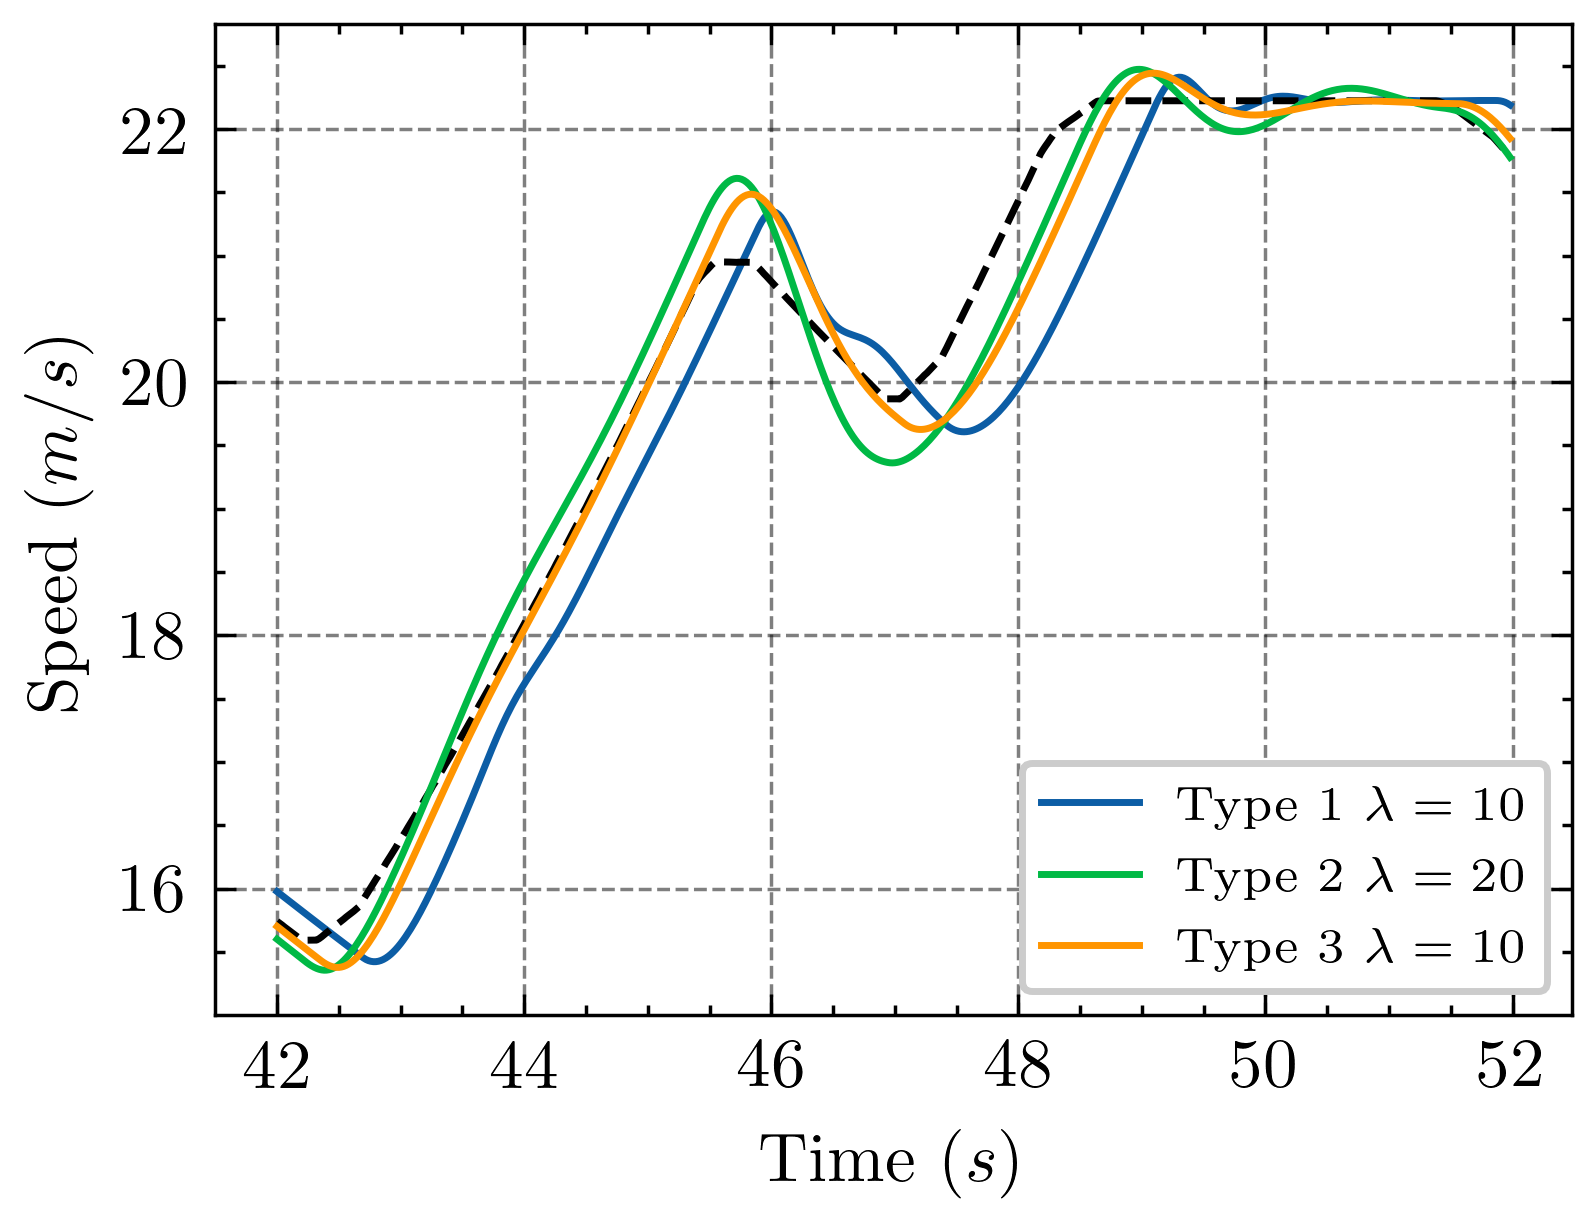 Speed (m/s)
22
20
18
16
Type 1 λ = 10
Type 2 λ = 20
Type 3 λ = 10
42 44 46 48 50 52
Time (s)